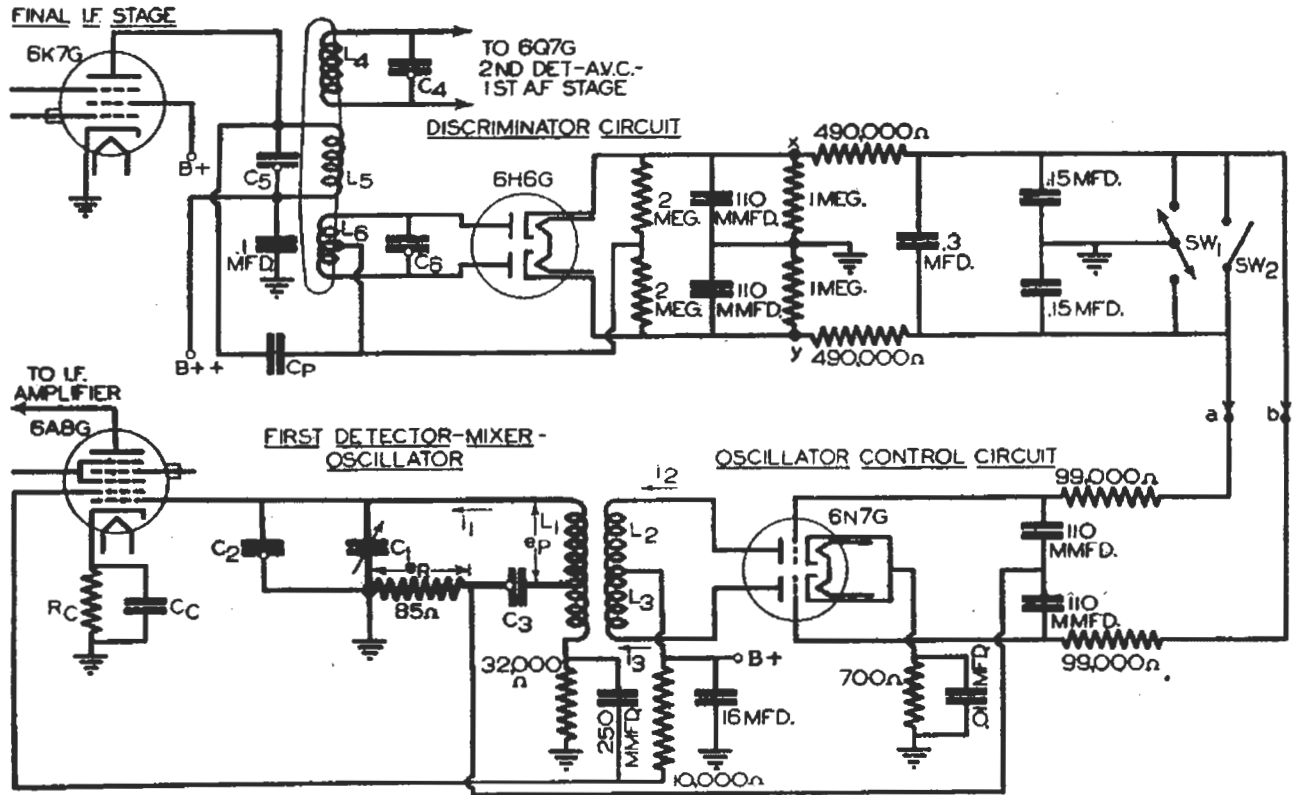 FINAL I.F. STAGE
6K7G
B+
L4
C4
TO 6Q7G
2ND DET-A.V.C.-
1ST AF STAGE
DISCRIMINATOR CIRCUIT
C5
L5
.1
MFD.
L6
C6
6H6G
B++
CP
2
MEG.
2
MEG.
110
MMFD.
110
MMFD.
x
y
1MEG.
1MEG.
490,000Ω
490,000Ω
.3
MFD.
.15MFD.
.15MFD.
SW1
SW2
a
b
TO I.F.
AMPLIFIER
6A8G
FIRST DETECTOR-MIXER-
OSCILLATOR
RC
CC
C2
C1
i1
eR
85Ω
C3
L1
eP
32,000
Ω
250
MMFD.
i2
L2
L3
i3
B+
16MFD.
10,000Ω
OSCILLATOR CONTROL CIRCUIT
6N7G
700Ω
110
MMFD.
110
MMFD.
99,000Ω
99,000Ω